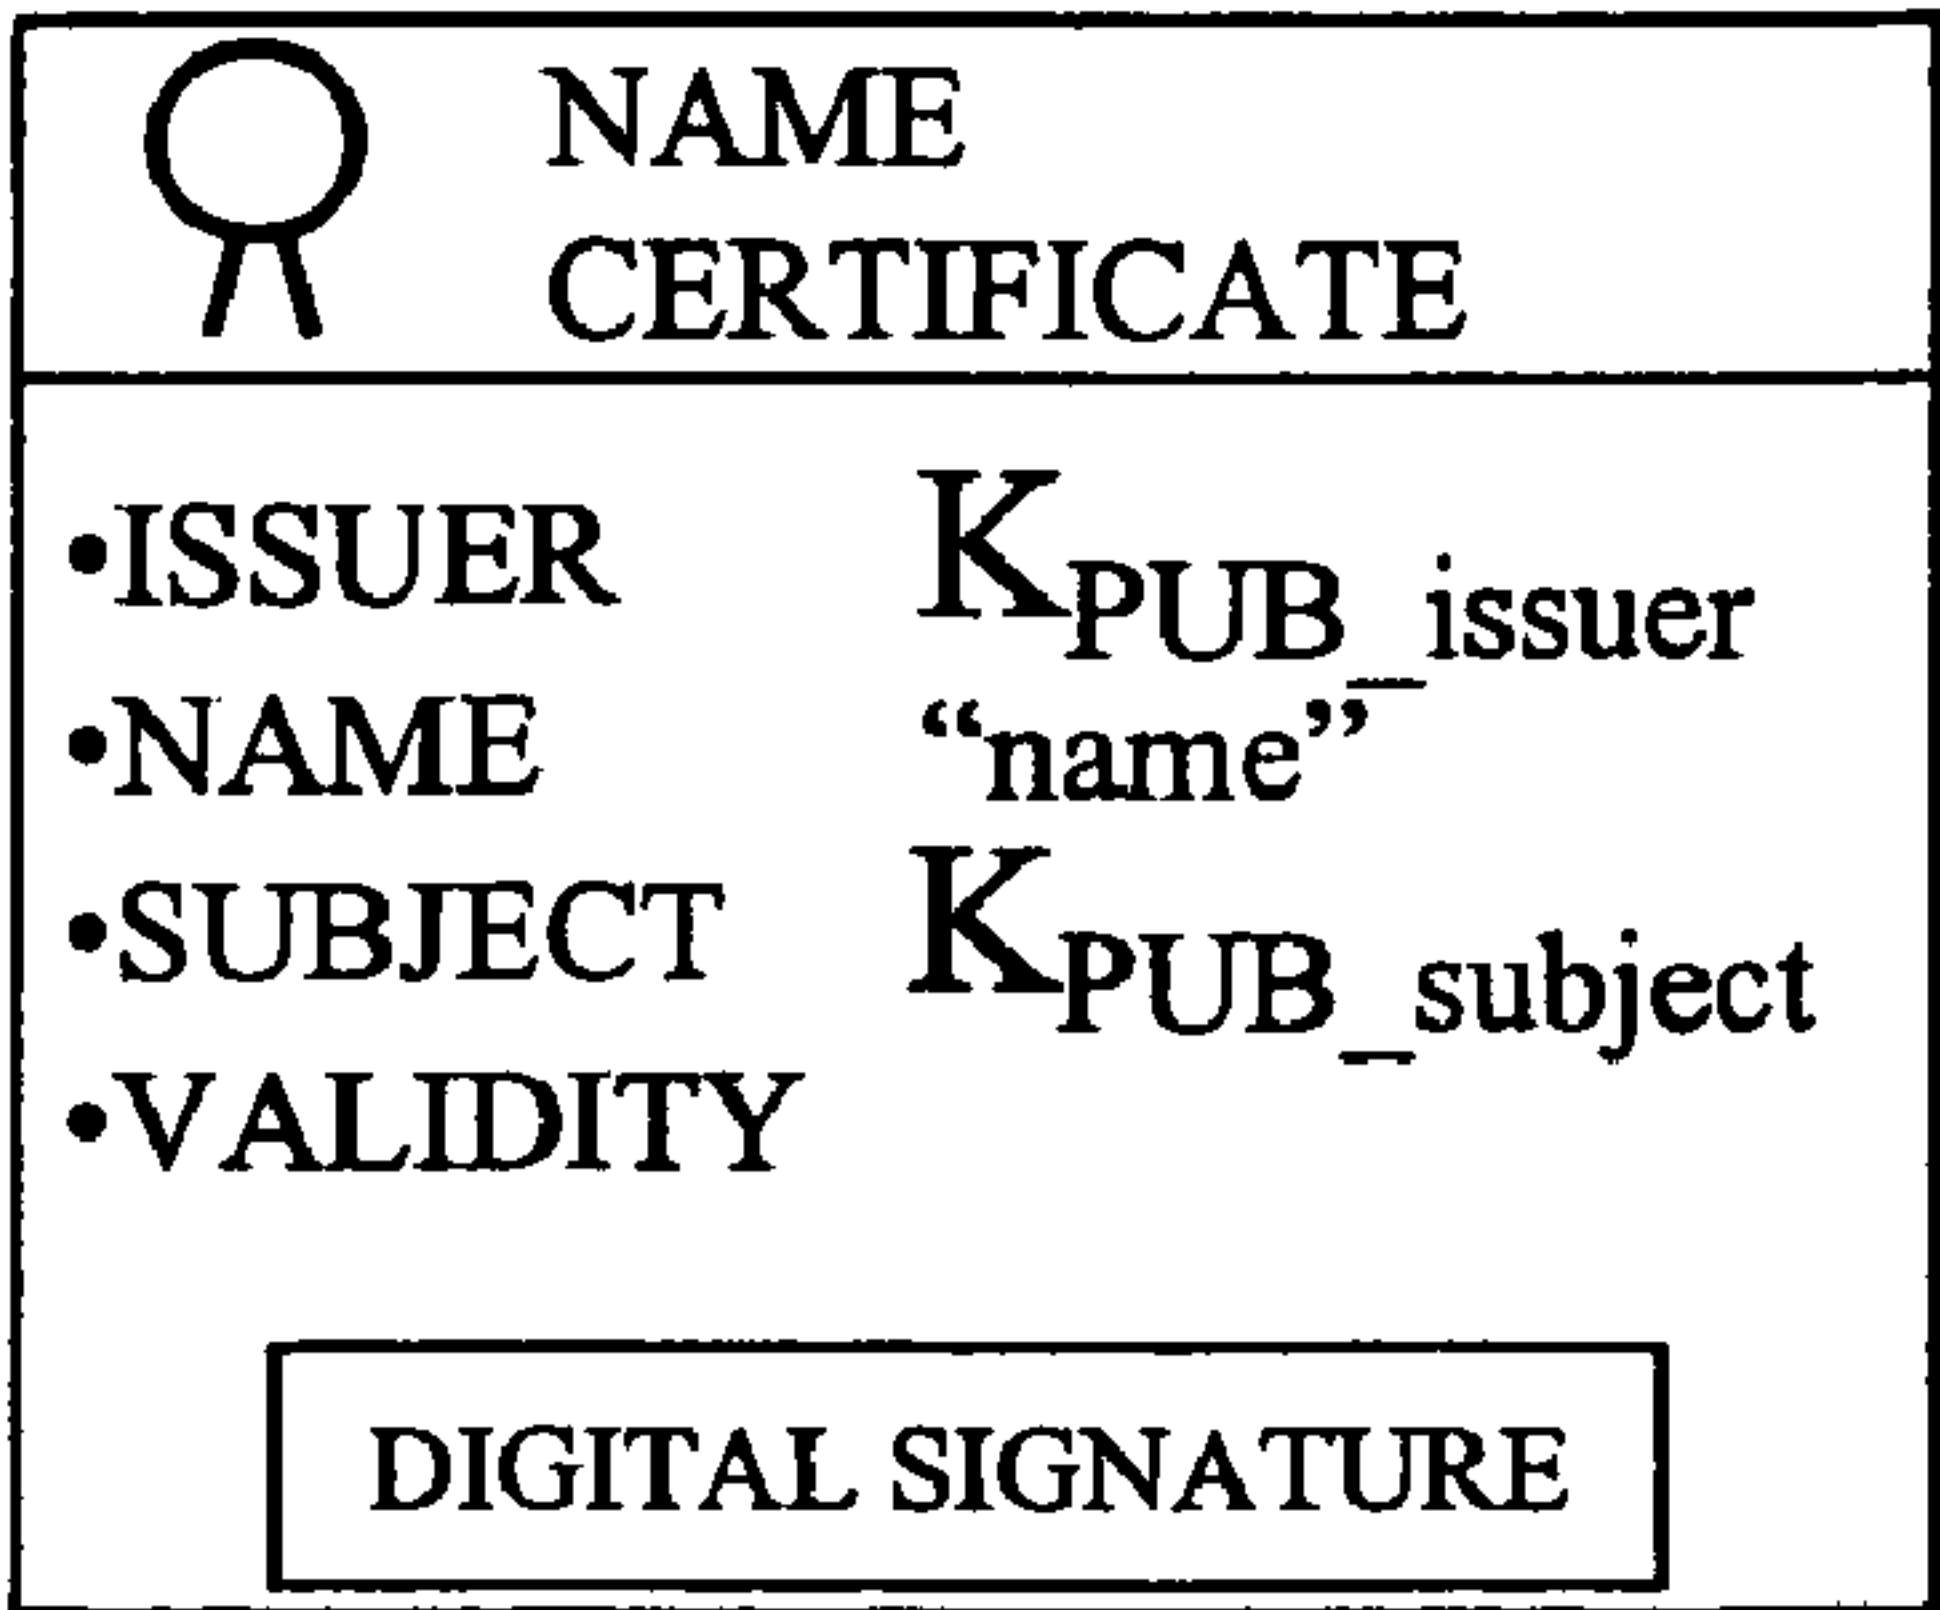 NAME
CERTIFICATE
•ISSUER K_PUB_issuer
•NAME “name”
•SUBJECT K_PUB_subject
•VALIDITY
DIGITAL SIGNATURE